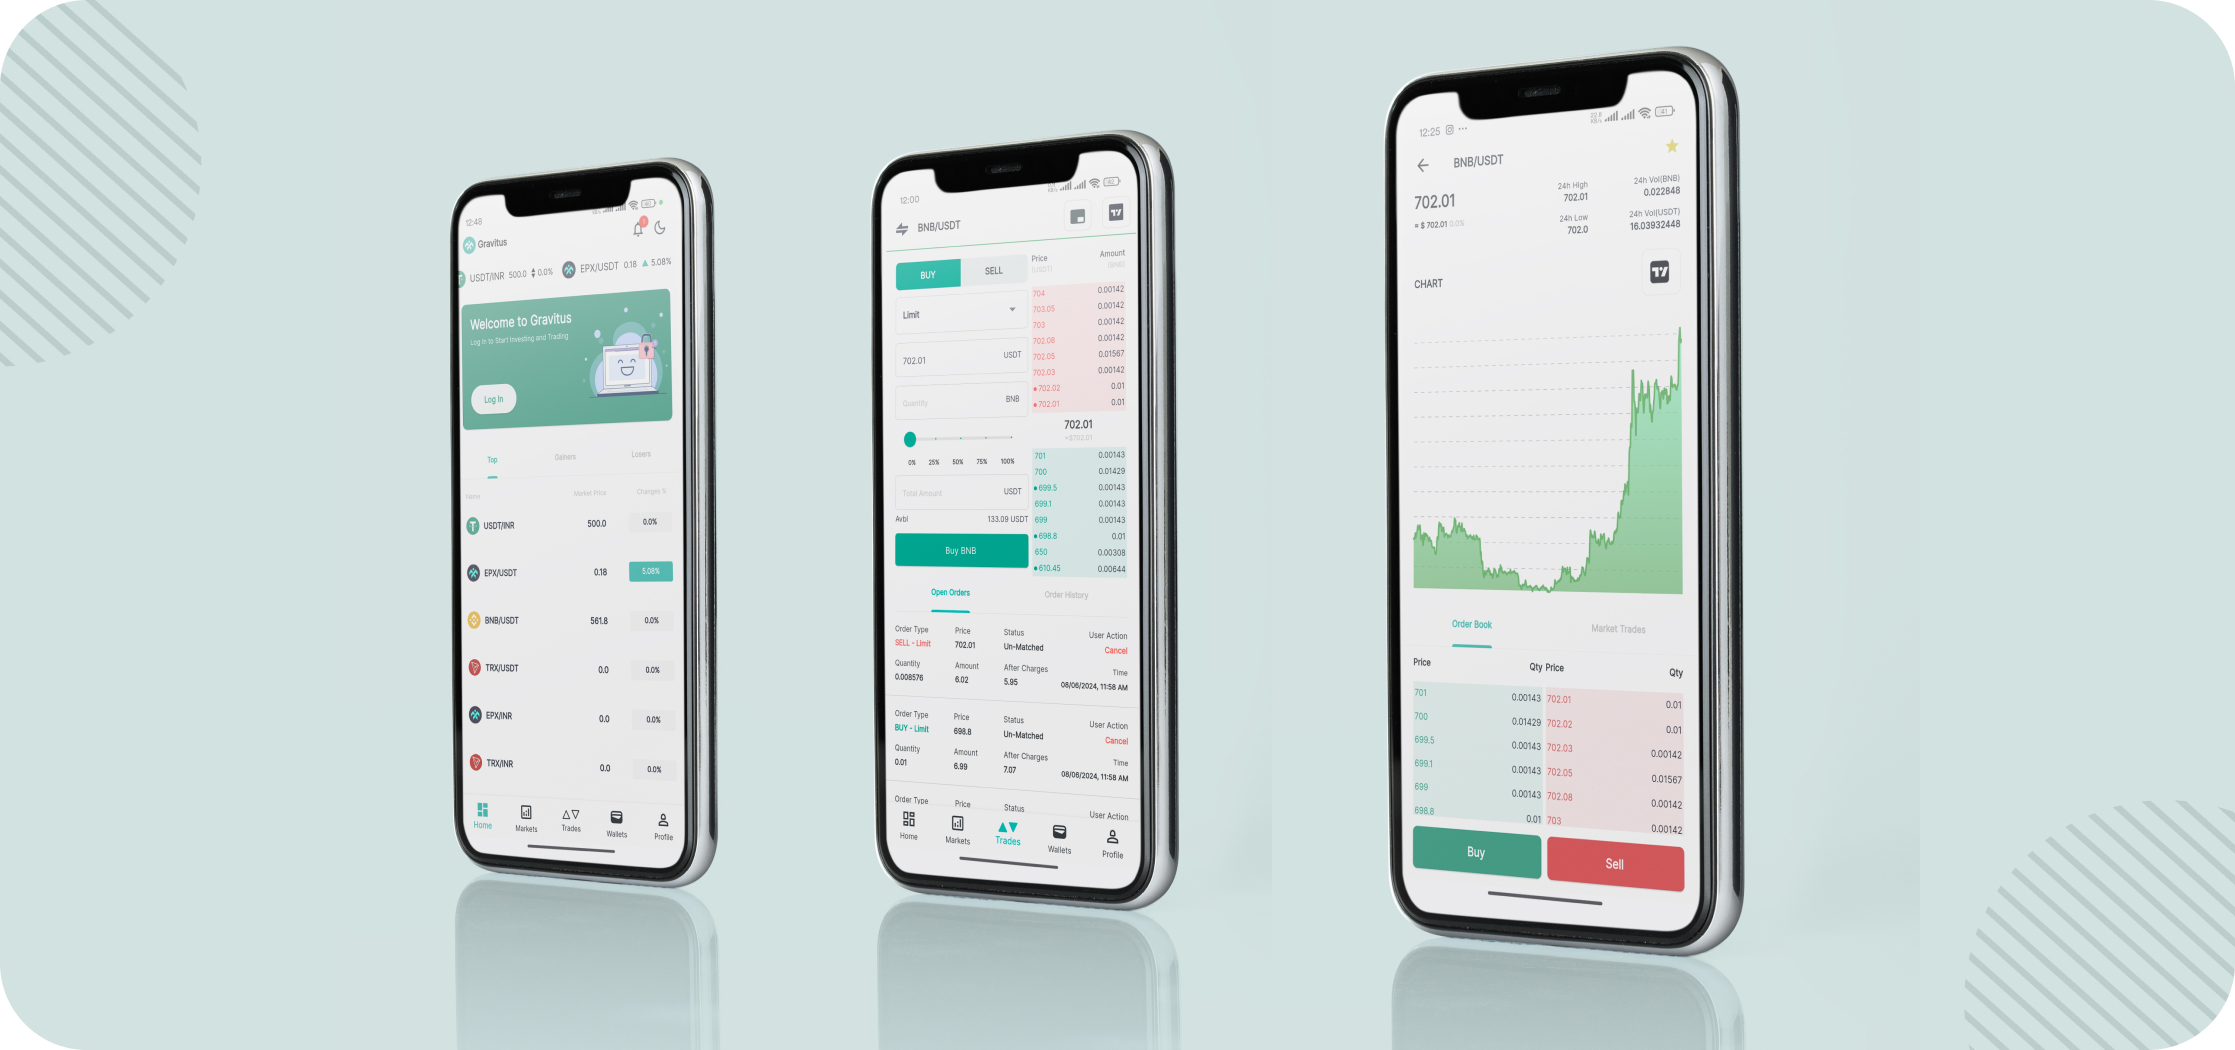 12:46
Gravitus
USDT/INR 500.0 0.0% EPX/USDT 0.18 5.08%
Welcome to Gravitus
Log In to Start Investing and Trading
Log In
Top Gainers Losers
Name Market Price Changes %
USDT/INR 500.0 0.0%
EPX/USDT 0.18 5.08%
BNB/USDT 561.8 0.0%
TRX/USDT 0.0 0.0%
EPX/INR 0.0 0.0%
TRX/INR 0.0 0.0%
Home Markets Trades Wallets Profile
12:00
BNB/USDT
BUY SELL
Limit
702.01 USDT
Quantity BNB
0% 25% 50% 75% 100%
Total Amount USDT
Avbl 133.09 USDT
Buy BNB
Price Amount
(USDT)
704 0.00142
703.05 0.00142
703 0.00142
702.08 0.00142
702.05 0.01567
702.03 0.00142
702.02 0.01
702.01 0.01
702.01
≈$702.01
701 0.00143
700 0.01429
699.5 0.00143
699.1 0.00143
699 0.00143
698.8 0.01
650 0.00308
610.45 0.00644
Open Orders Order History
Order Type Price Status User Action
SELL - Limit 702.01 Un-Matched Cancel
Quantity Amount After Charges Time
0.008576 6.02 5.95 08/08/2024, 11:58 AM
Order Type Price Status User Action
BUY - Limit 698.8 Un-Matched Cancel
Quantity Amount After Charges Time
0.01 6.99 7.07 08/08/2024, 11:58 AM
Order Type Price Status User Action
Home Markets Trades Wallets Profile
12:25
BNB/USDT
702.01
≈ $ 702.01 0.0%
24h High 24h Vol(BNB)
702.01 0.022848
24h Low 24h Vol(USDT)
702.0 16.03932448
CHART
Order Book Market Trades
Price Qty Price Qty
701 0.00143 702.01 0.01
700 0.01429 702.02 0.01
699.5 0.00143 702.03 0.00142
699.1 0.00143 702.05 0.01567
699 0.00143 702.08 0.00142
698.8 0.01 703 0.00142
Buy Sell